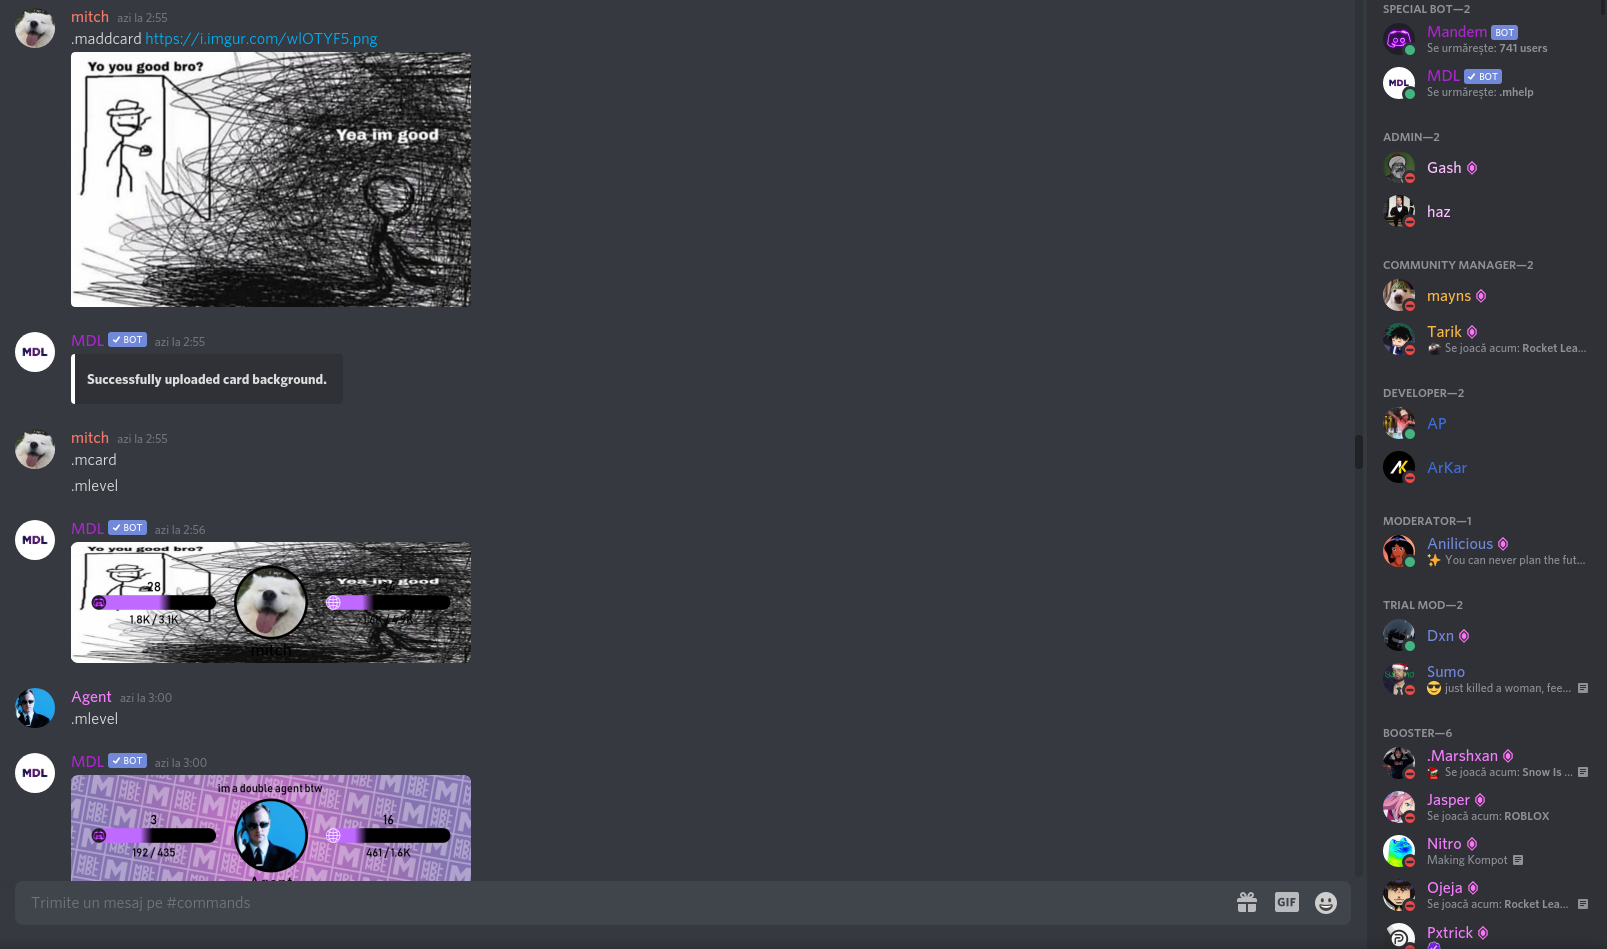 mitch azi la 2:55
.maddcard https://i.imgur.com/wlOTYF5.png
Yo you good bro?
Yea im good
MDL BOT azi la 2:55
MDL
Successfully uploaded card background.
mitch azi la 2:55
.mcard
.mlevel
MDL BOT azi la 2:56
MDL
Yo you good bro?
Yea im good
28
1.8K / 3.1K
mitch
Agent azi la 3:00
.mlevel
MDL BOT azi la 3:00
MDL
im a double agent btw
3
16
192 / 435
461 / 1.6K
Agent
Trimite un mesaj pe #commands
GIF
SPECIAL BOT—2
Mandem BOT
Se urmărește: 741 users
MDL
MDL BOT
Se urmărește: .mhelp
ADMIN—2
Gash
haz
COMMUNITY MANAGER—2
mayns
Tarik
Se joacă acum: Rocket Lea...
DEVELOPER—2
AP
ArKar
MODERATOR—1
Anilicious
You can never plan the fut...
TRIAL MOD—2
Dxn
Sumo
just killed a woman, fee...
BOOSTER—6
.Marshxan
Se joacă acum: Snow Is ...
Jasper
Se joacă acum: ROBLOX
Nitro
Making Kompot
Ojeja
Se joacă acum: Rocket Lea...
Pxtrick